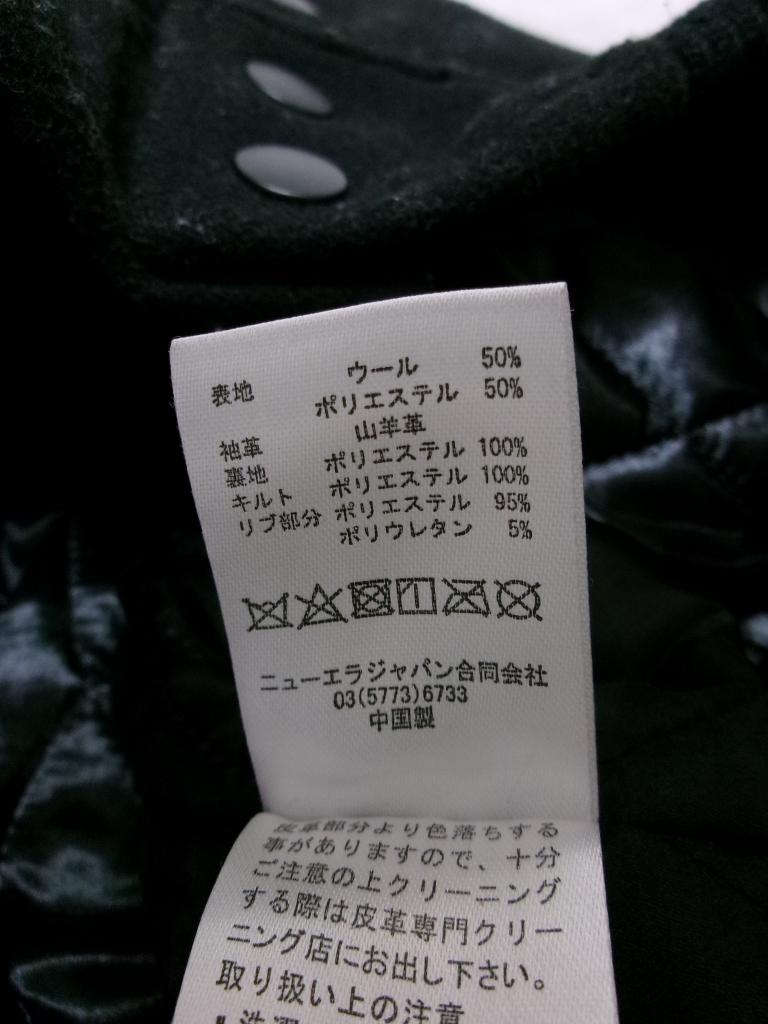 表地 ウール 50%
ポリエステル 50%
袖革 山羊革
裏地 ポリエステル 100%
キルト ポリエステル 100%
リブ部分 ポリエステル 95%
ポリウレタン 5%
ニューエラジャパン合同会社
03(5773)6733
中国製
皮革部分より色落ちする
事がありますので、十分
ご注意の上クリーニング
する際は皮革専門クリー
ニング店にお出し下さい。
取り扱い上の注意